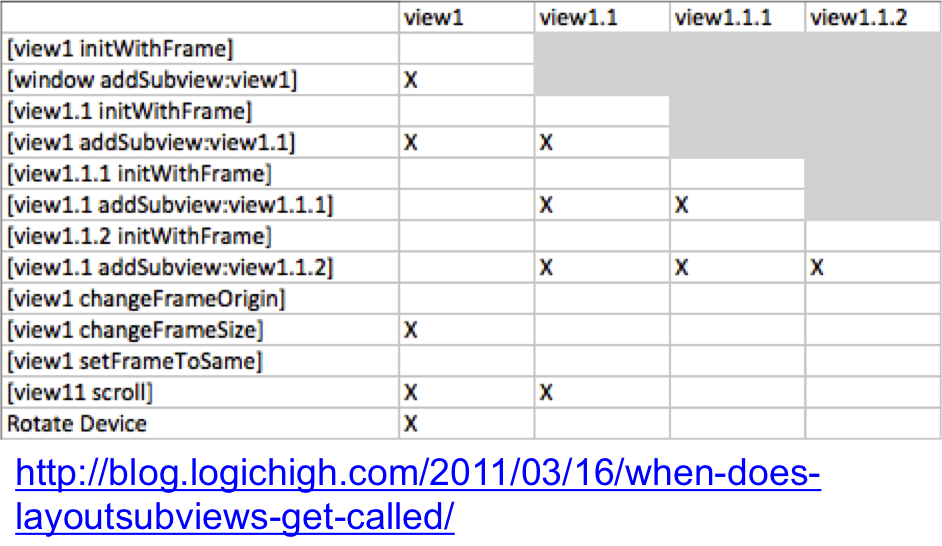 view1 view1.1 view1.1.1 view1.1.2
[view1 initWithFrame]
[window addSubview:view1] X
[view1.1 initWithFrame]
[view1 addSubview:view1.1] X X
[view1.1.1 initWithFrame]
[view1.1 addSubview:view1.1.1] X X
[view1.1.2 initWithFrame]
[view1.1 addSubview:view1.1.2] X X X
[view1 changeFrameOrigin]
[view1 changeFrameSize] X
[view1 setFrameToSame]
[view11 scroll] X X
Rotate Device X
http://blog.logichigh.com/2011/03/16/when-does-
layoutsubviews-get-called/